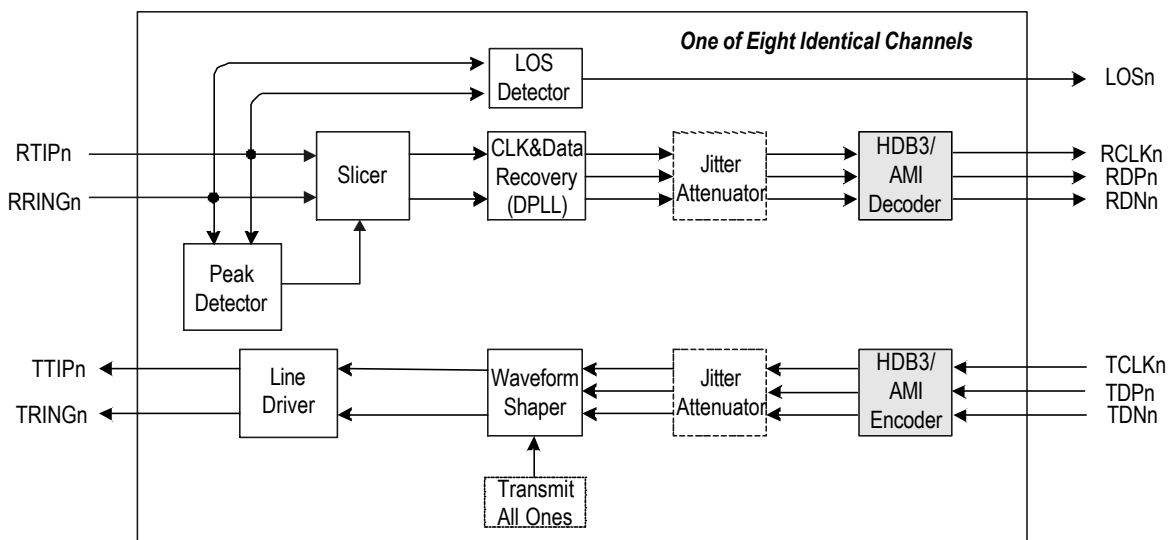 One of Eight Identical Channels
LOS
Detector
LOSn
RTIPn
RRINGn
Slicer
CLK&Data
Recovery
(DPLL)
Jitter
Attenuator
HDB3/
AMI
Decoder
RCLKn
RDPn
RDNn
Peak
Detector
TTIPn
TRINGn
Line
Driver
Waveform
Shaper
Jitter
Attenuator
HDB3/
AMI
Encoder
TCLKn
TDPn
TDNn
Transmit
All Ones